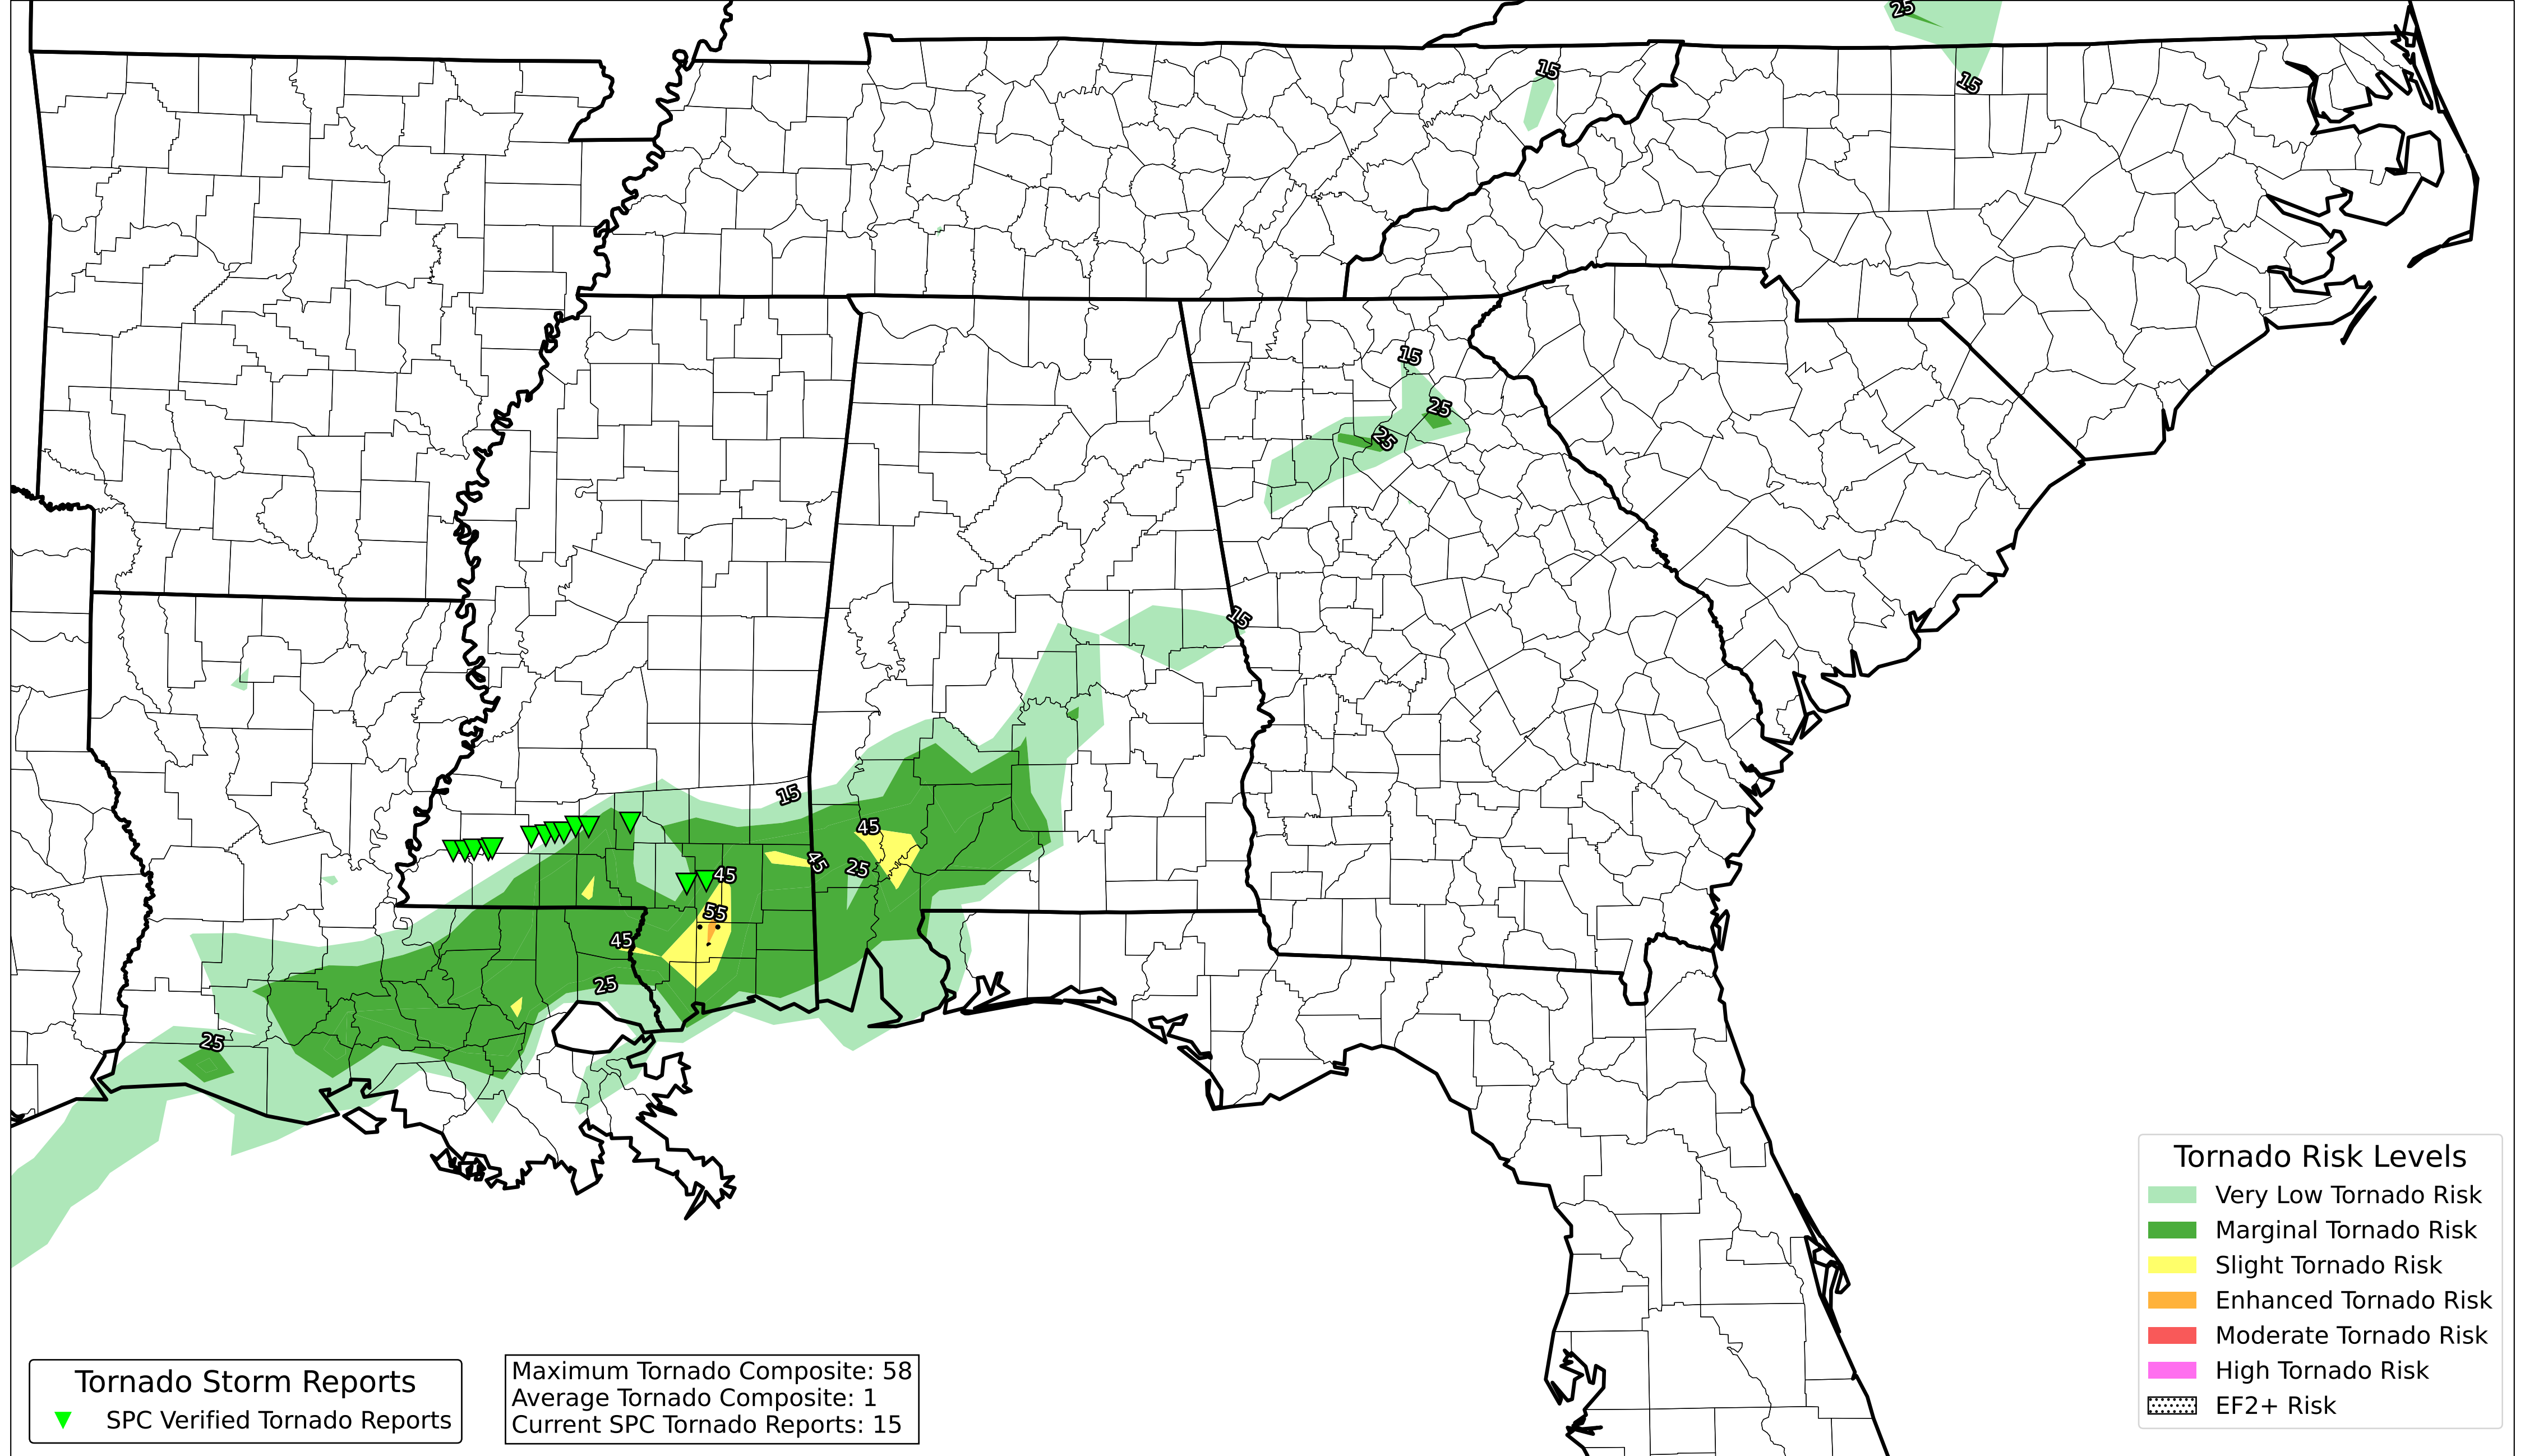 25
15
15
15
25
25
15
15
45
45
25
45
55
45
25
25
Tornado Risk Levels
Very Low Tornado Risk
Marginal Tornado Risk
Slight Tornado Risk
Enhanced Tornado Risk
Moderate Tornado Risk
High Tornado Risk
EF2+ Risk
Tornado Storm Reports
SPC Verified Tornado Reports
Maximum Tornado Composite: 58
Average Tornado Composite: 1
Current SPC Tornado Reports: 15